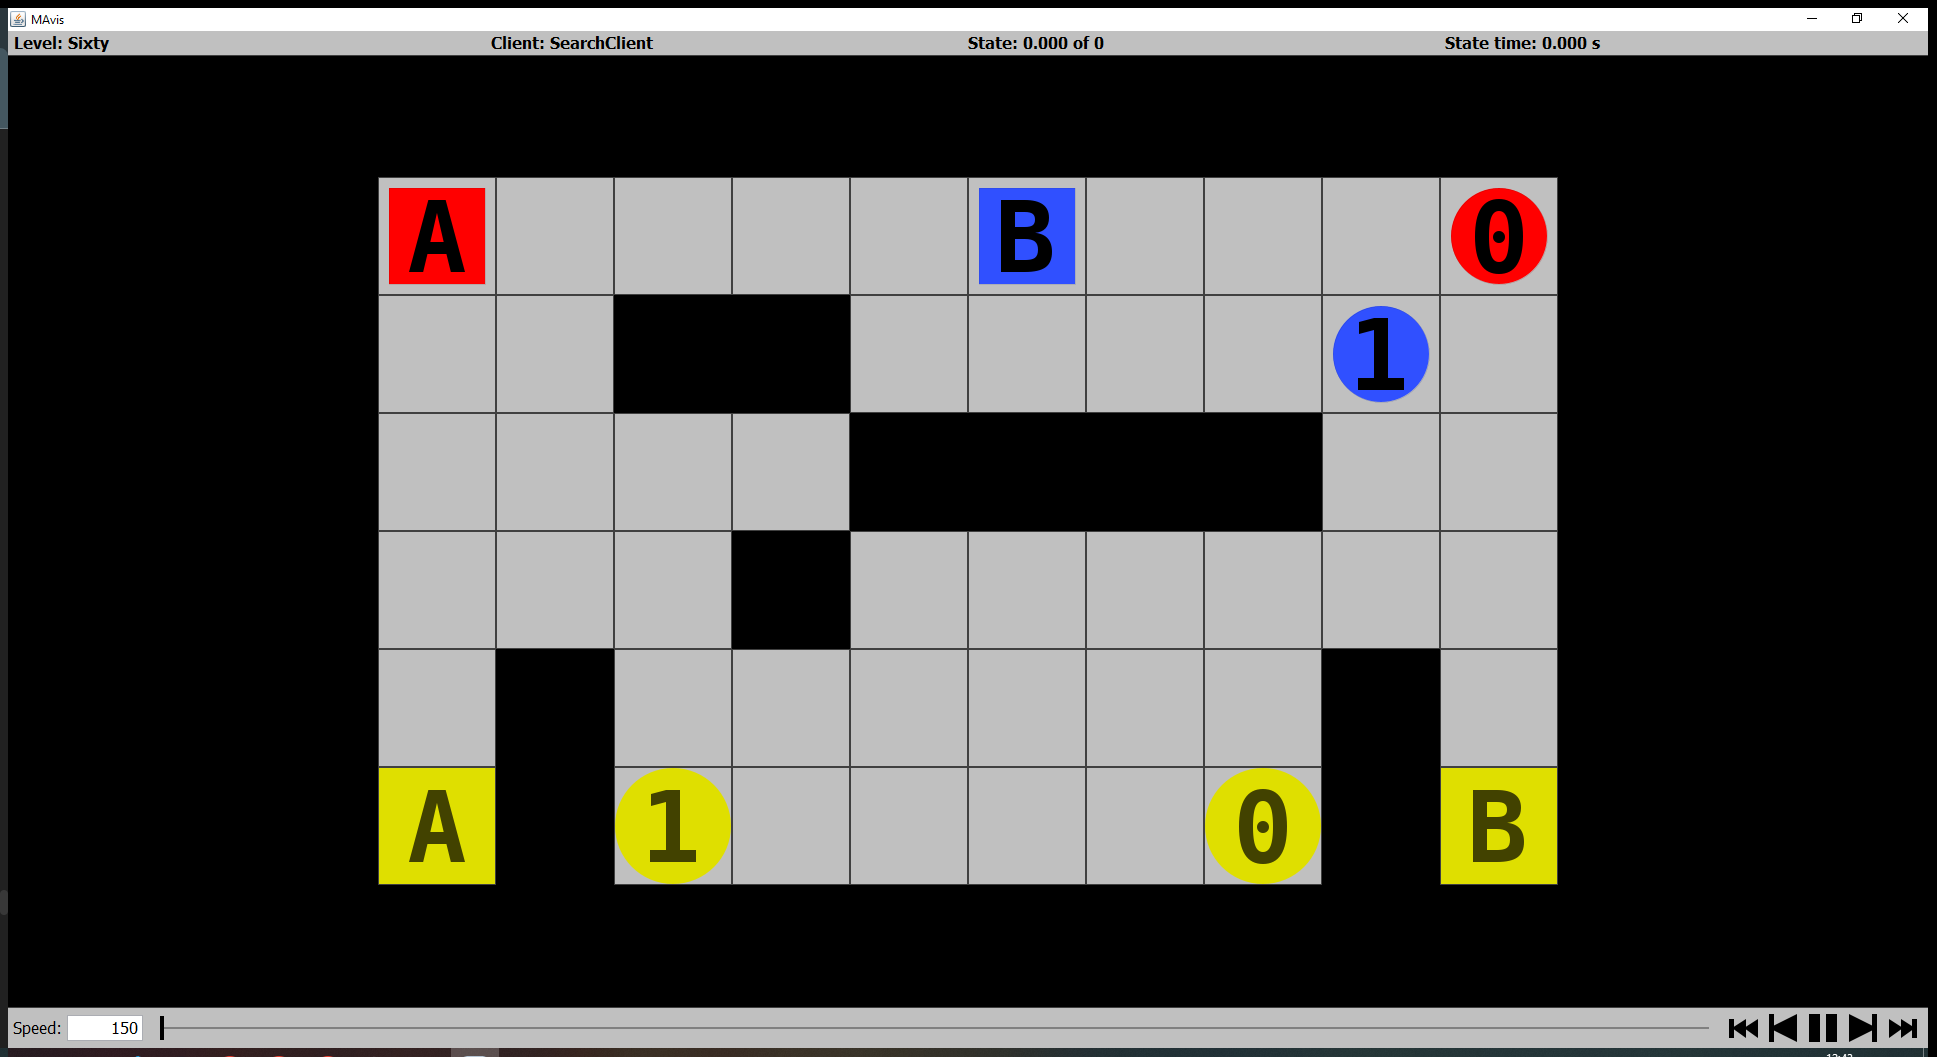 MAvis
Level: Sixty Client: SearchClient State: 0.000 of 0 State time: 0.000 s
A B 0
1
A 1 0 B
Speed: 150